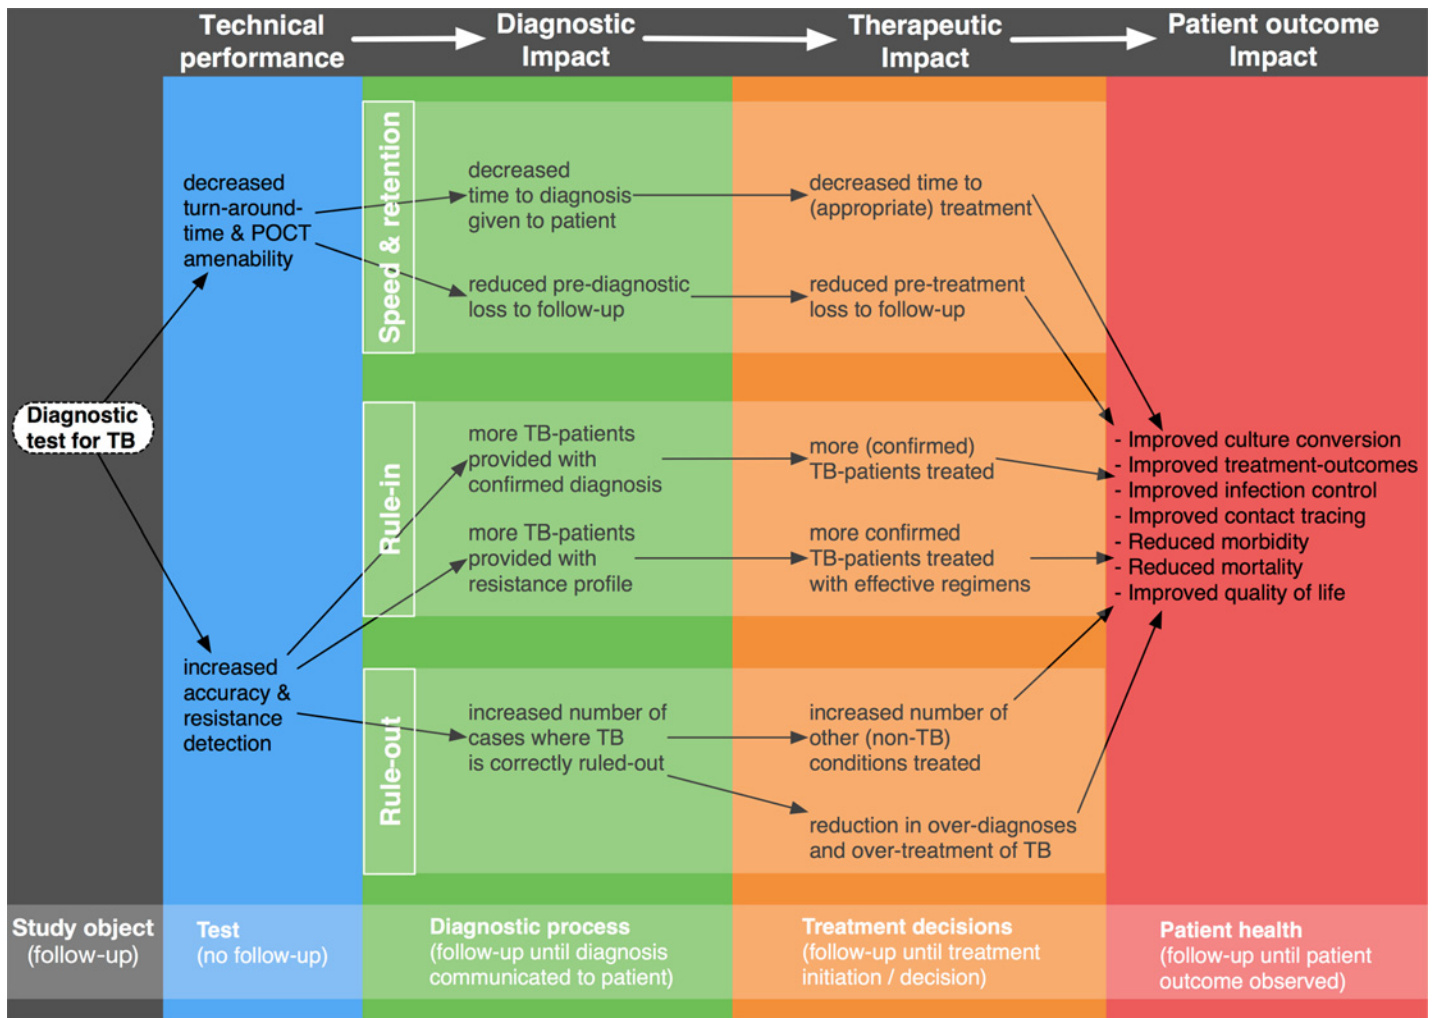 Technical
performance
Diagnostic
Impact
Therapeutic
Impact
Patient outcome
Impact
Diagnostic
test for TB
decreased
turn-around-
time & POCT
amenability
increased
accuracy &
resistance
detection
Speed & retention
decreased
time to diagnosis
given to patient
reduced pre-diagnostic
loss to follow-up
decreased time to
(appropriate) treatment
reduced pre-treatment
loss to follow-up
Rule-in
more TB-patients
provided with
confirmed diagnosis
more TB-patients
provided with
resistance profile
more (confirmed)
TB-patients treated
more confirmed
TB-patients treated
with effective regimens
Rule-out
increased number of
cases where TB
is correctly ruled-out
increased number of
other (non-TB)
conditions treated
reduction in over-diagnoses
and over-treatment of TB
- Improved culture conversion
- Improved treatment-outcomes
- Improved infection control
- Improved contact tracing
- Reduced morbidity
- Reduced mortality
- Improved quality of life
Study object
(follow-up)
Test
(no follow-up)
Diagnostic process
(follow-up until diagnosis
communicated to patient)
Treatment decisions
(follow-up until treatment
initiation / decision)
Patient health
(follow-up until patient
outcome observed)